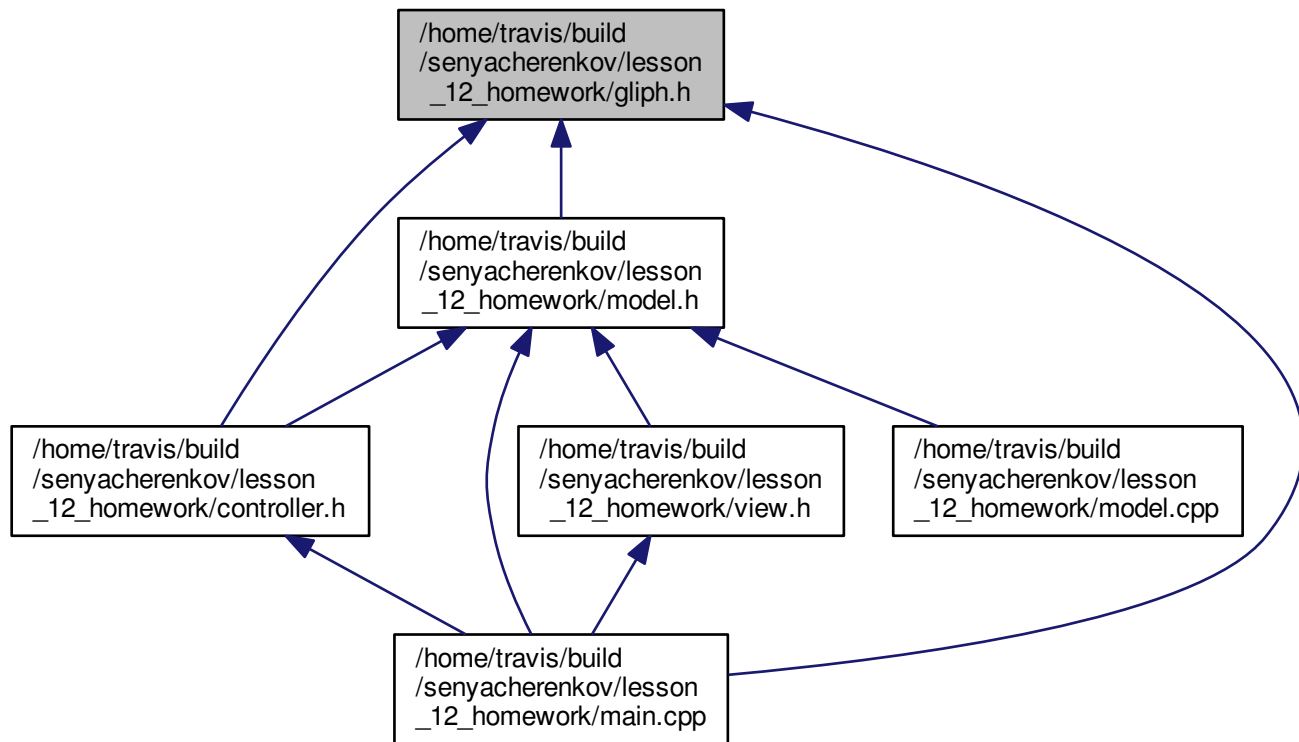 /home/travis/build
/senyacherenkov/lesson
_12_homework/gliph.h
/home/travis/build
/senyacherenkov/lesson
_12_homework/model.h
/home/travis/build
/senyacherenkov/lesson
_12_homework/controller.h
/home/travis/build
/senyacherenkov/lesson
_12_homework/view.h
/home/travis/build
/senyacherenkov/lesson
_12_homework/model.cpp
/home/travis/build
/senyacherenkov/lesson
_12_homework/main.cpp